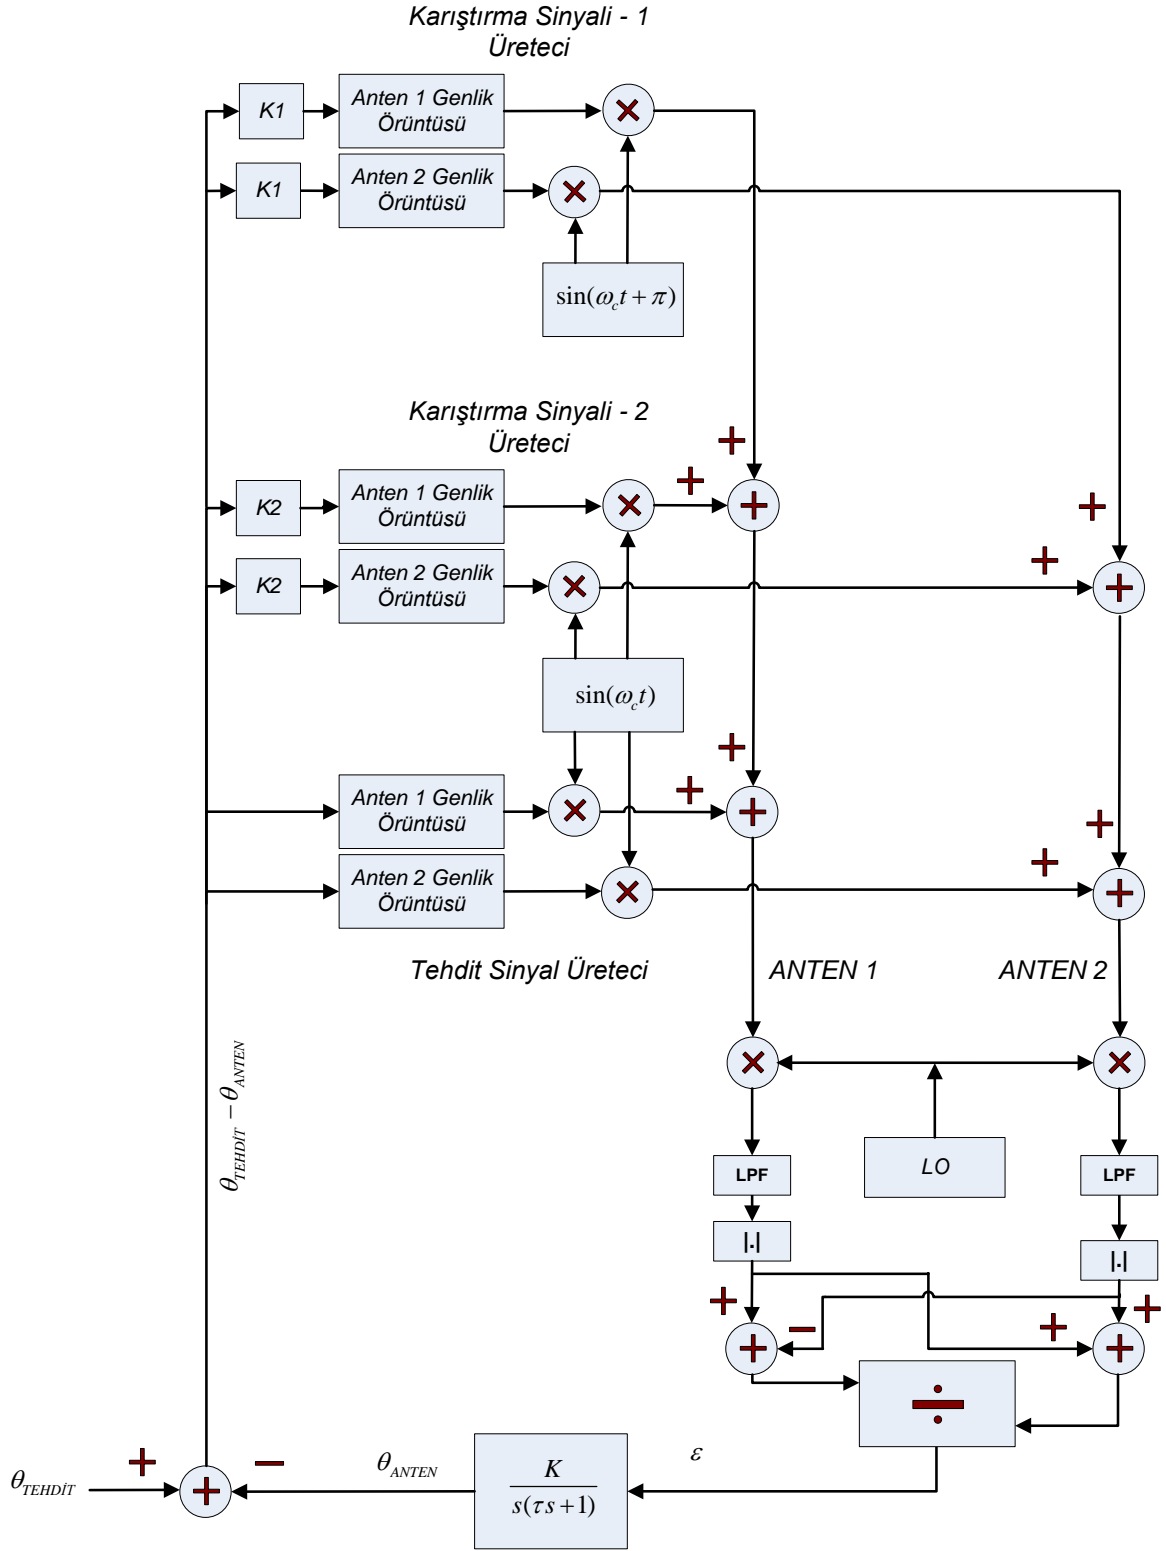 Karıştırma Sinyali - 1
Üreteci
K1
Anten 1 Genlik
Örüntüsü
K1
Anten 2 Genlik
Örüntüsü
sin(ω_c t + π)
Karıştırma Sinyali - 2
Üreteci
K2
Anten 1 Genlik
Örüntüsü
K2
Anten 2 Genlik
Örüntüsü
sin(ω_c t)
Anten 1 Genlik
Örüntüsü
Anten 2 Genlik
Örüntüsü
Tehdit Sinyal Üreteci
ANTEN 1
ANTEN 2
θ_TEHDİT − θ_ANTEN
LO
LPF
LPF
|.|
|.|
θ_TEHDİT
θ_ANTEN
K
s(τs+1)
ε